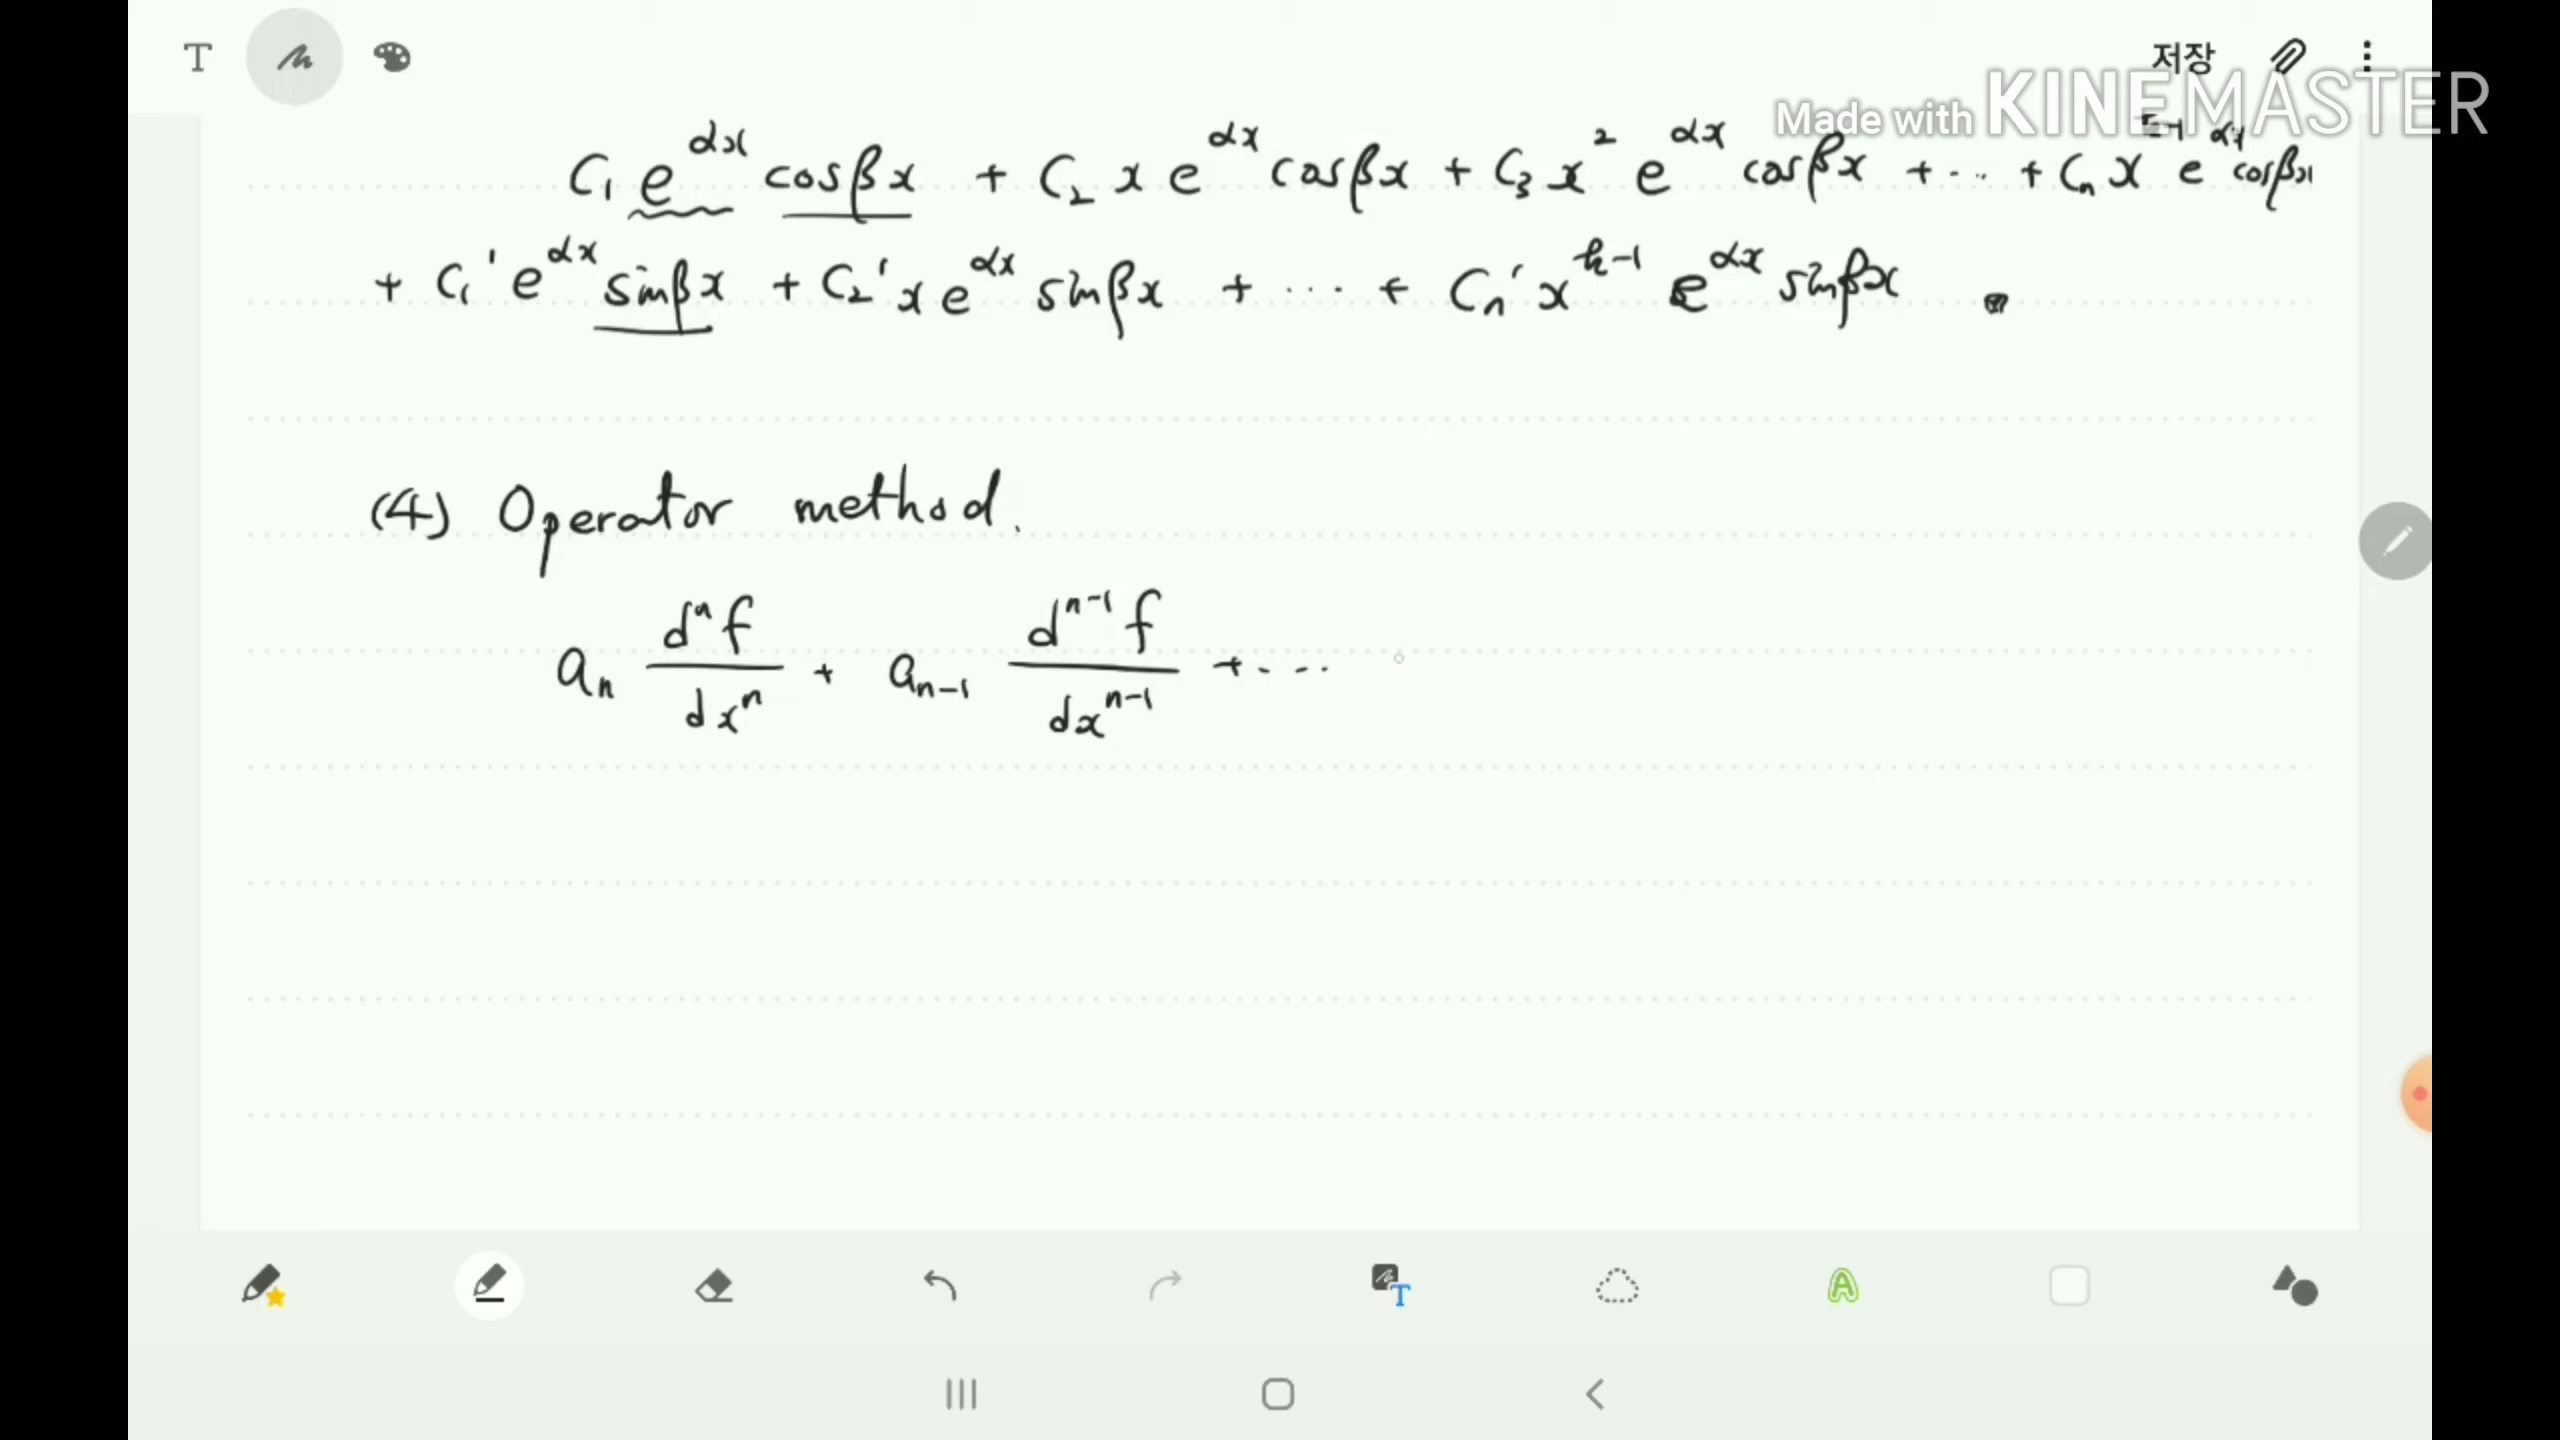 T 저장
Made with KINEMASTER
C₁ e^{αx} cosβx + C₂ x e^{αx} cosβx + C₃ x² e^{αx} cosβx + ⋯ + Cₙ x e^{αx} cosβx
+ C₁' e^{αx} sinβx + C₂' x e^{αx} sinβx + ⋯ + Cₙ' x^{k-1} e^{αx} sinβx .
(4) Operator method.
aₙ dⁿf/dxⁿ + aₙ₋₁ dⁿ⁻¹f/dxⁿ⁻¹ + ⋯
T A